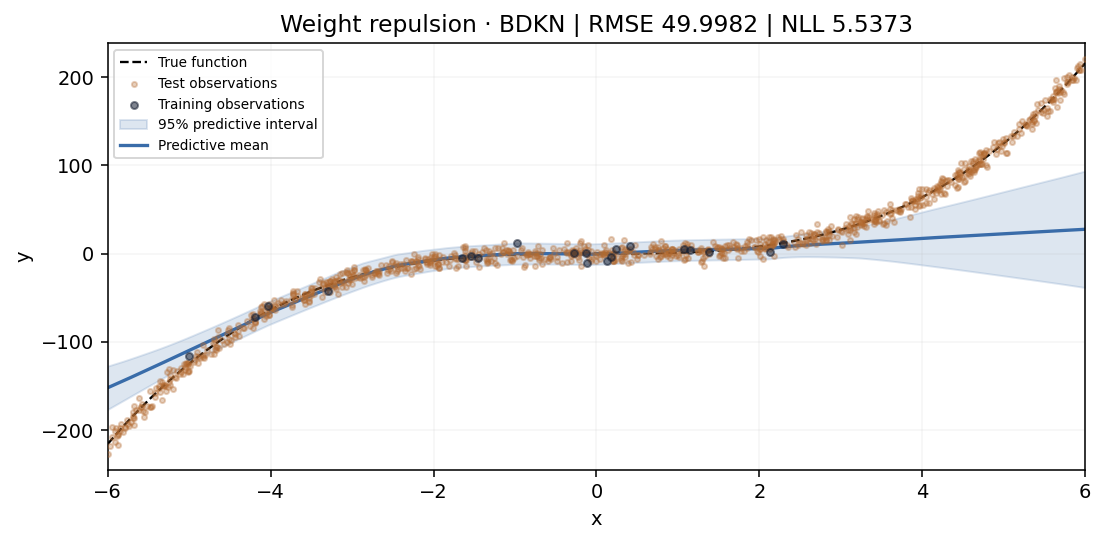 Weight repulsion · BDKN | RMSE 49.9982 | NLL 5.5373
True function
Test observations
Training observations
95% predictive interval
Predictive mean
200
100
0
−100
−200
y
−6 −4 −2 0 2 4 6
x